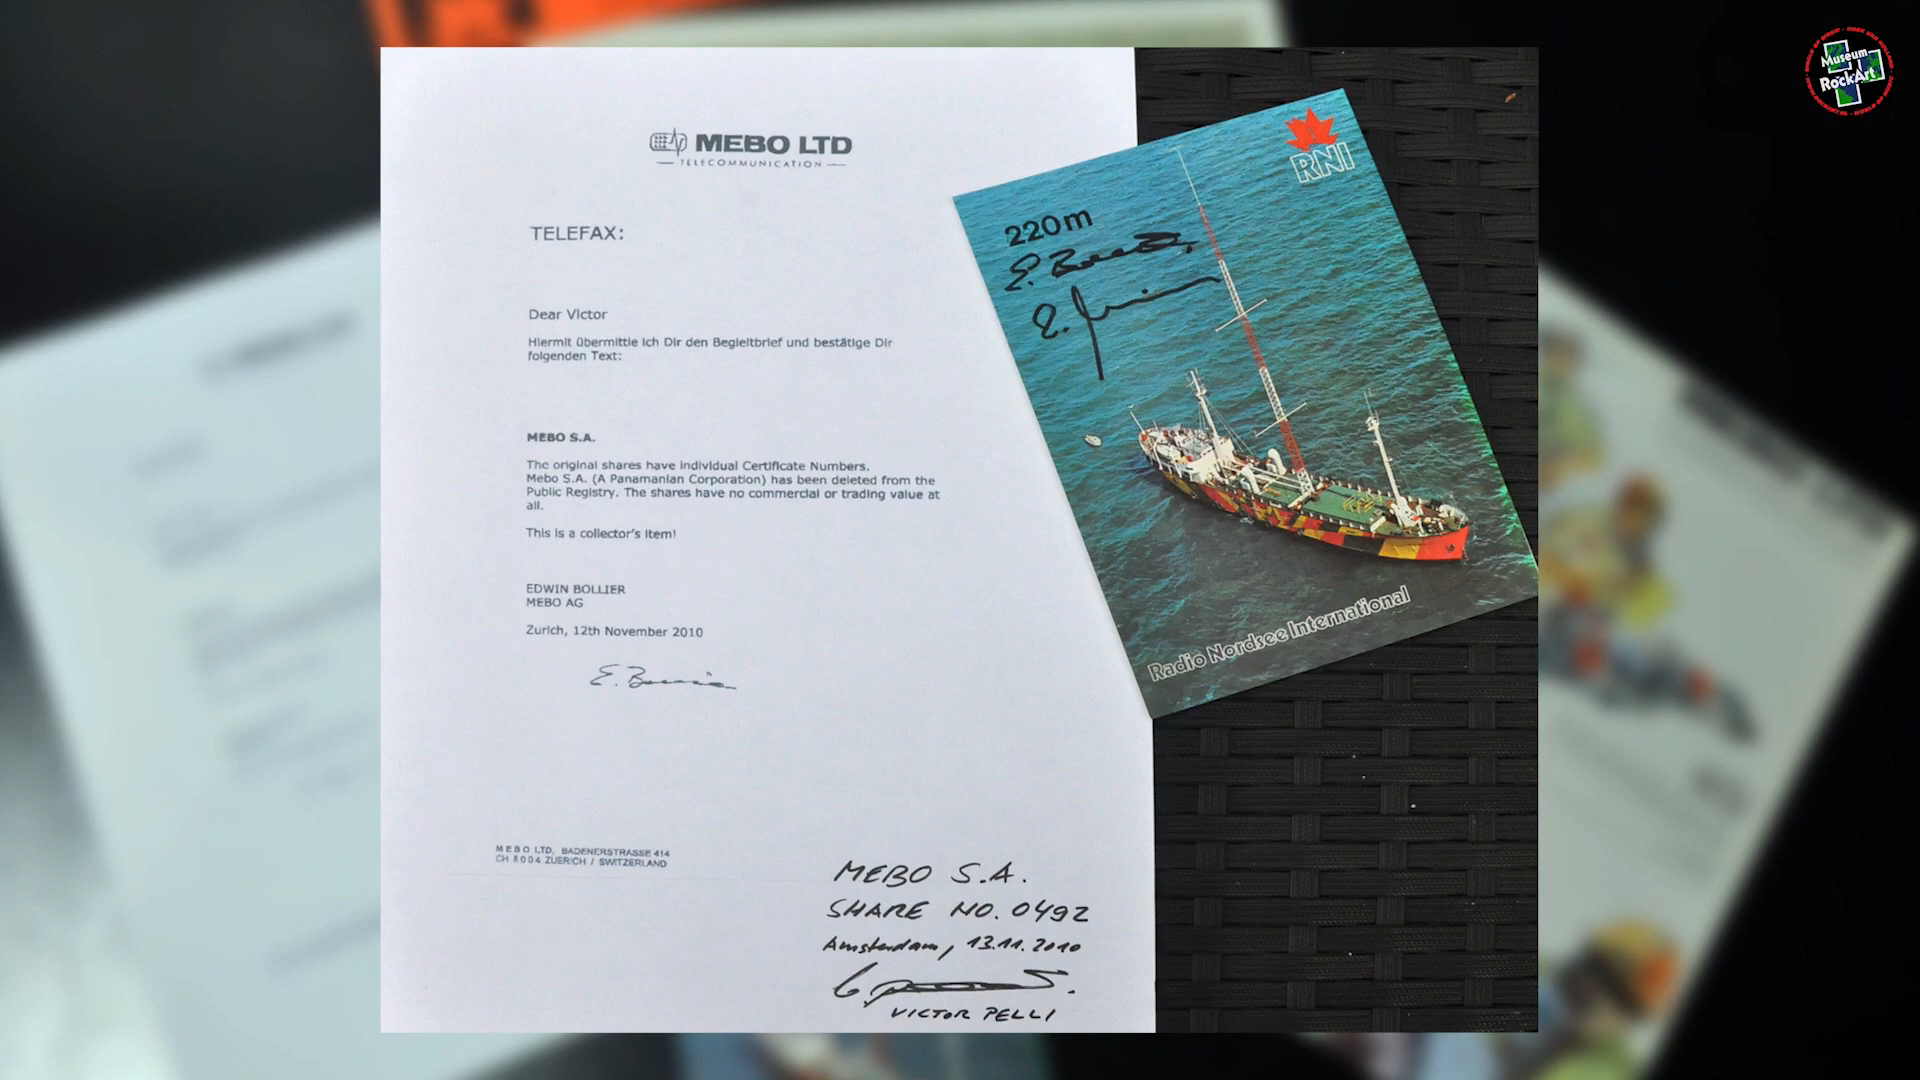 MEBO LTD
TELECOMMUNICATION
TELEFAX:
Dear Victor
Hiermit übermittle ich Dir den Begleitbrief und bestätige Dir
folgenden Text:
MEBO S.A.
The original shares have individual Certificate Numbers.
Mebo S.A. (A Panamanian Corporation) has been deleted from the
Public Registry. The shares have no commercial or trading value at
all.
This is a collector's item!
EDWIN BOLLIER
MEBO AG
Zurich, 12th November 2010
MEBO LTD, BADENERSTRASSE 414
CH 8004 ZUERICH / SWITZERLAND
MEBO S.A.
SHARE NO. 0492
Amsterdam, 13.11.2010
VICTOR PELLI
RNI
220m
Radio Nordsee International
Museum
RockArt